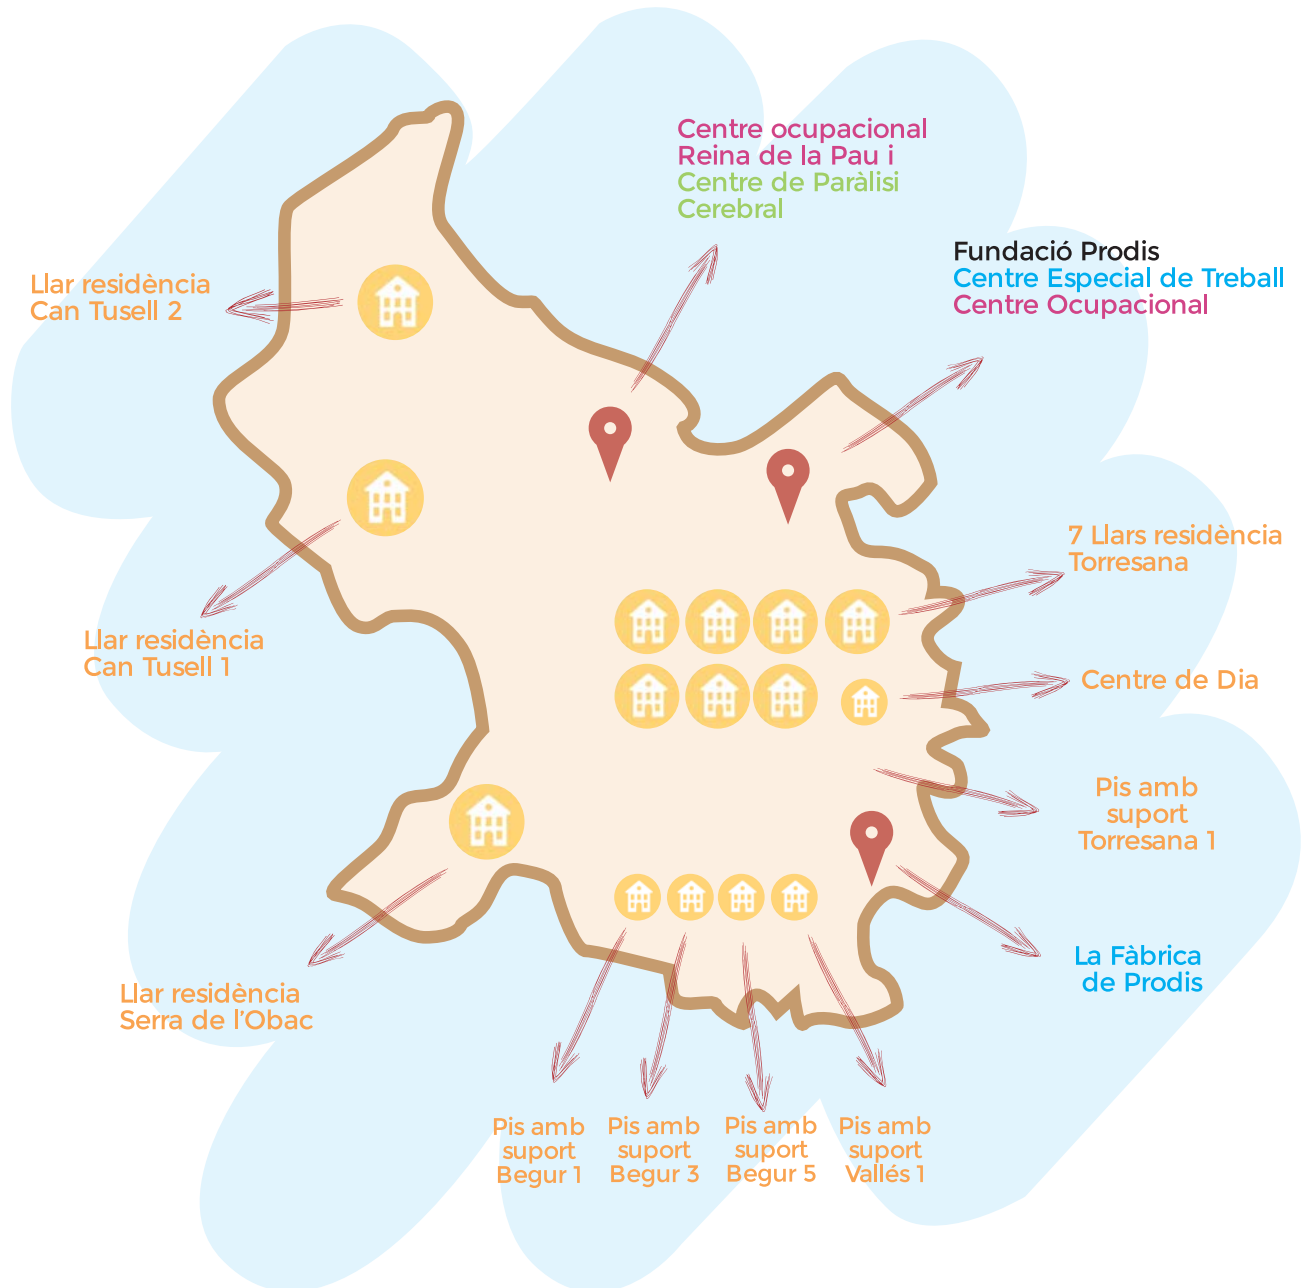 Centre ocupacional
Reina de la Pau i
Centre de Paràlisi
Cerebral
Fundació Prodis
Centre Especial de Treball
Centre Ocupacional
Llar residència
Can Tusell 2
7 Llars residència
Torresana
Llar residència
Can Tusell 1
Centre de Dia
Pis amb
suport
Torresana 1
La Fàbrica
de Prodis
Llar residència
Serra de l'Obac
Pis amb
suport
Begur 1
Pis amb
suport
Begur 3
Pis amb
suport
Begur 5
Pis amb
suport
Vallés 1